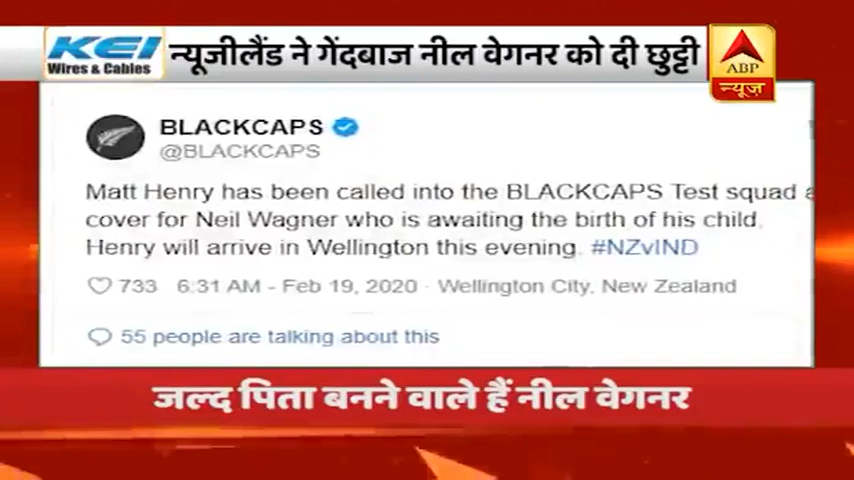 KEI
Wires & Cables
न्यूजीलैंड ने गेंदबाज नील वेगनर को दी छुट्टी
ABP
न्यूज़
BLACKCAPS
@BLACKCAPS
Matt Henry has been called into the BLACKCAPS Test squad a
cover for Neil Wagner who is awaiting the birth of his child.
Henry will arrive in Wellington this evening. #NZvIND
733 6:31 AM - Feb 19, 2020 · Wellington City, New Zealand
55 people are talking about this
जल्द पिता बनने वाले हैं नील वेगनर